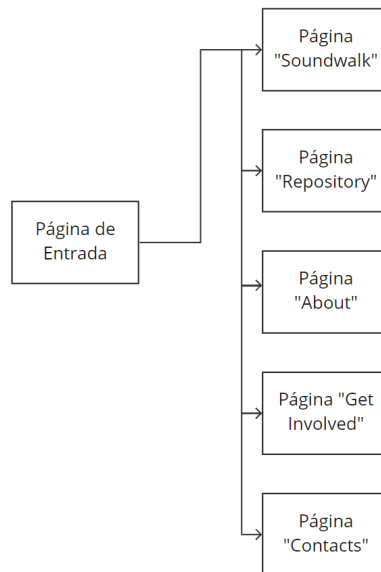 Página de
Entrada
Página
"Soundwalk"
Página
"Repository"
Página
"About"
Página "Get
Involved"
Página
"Contacts"